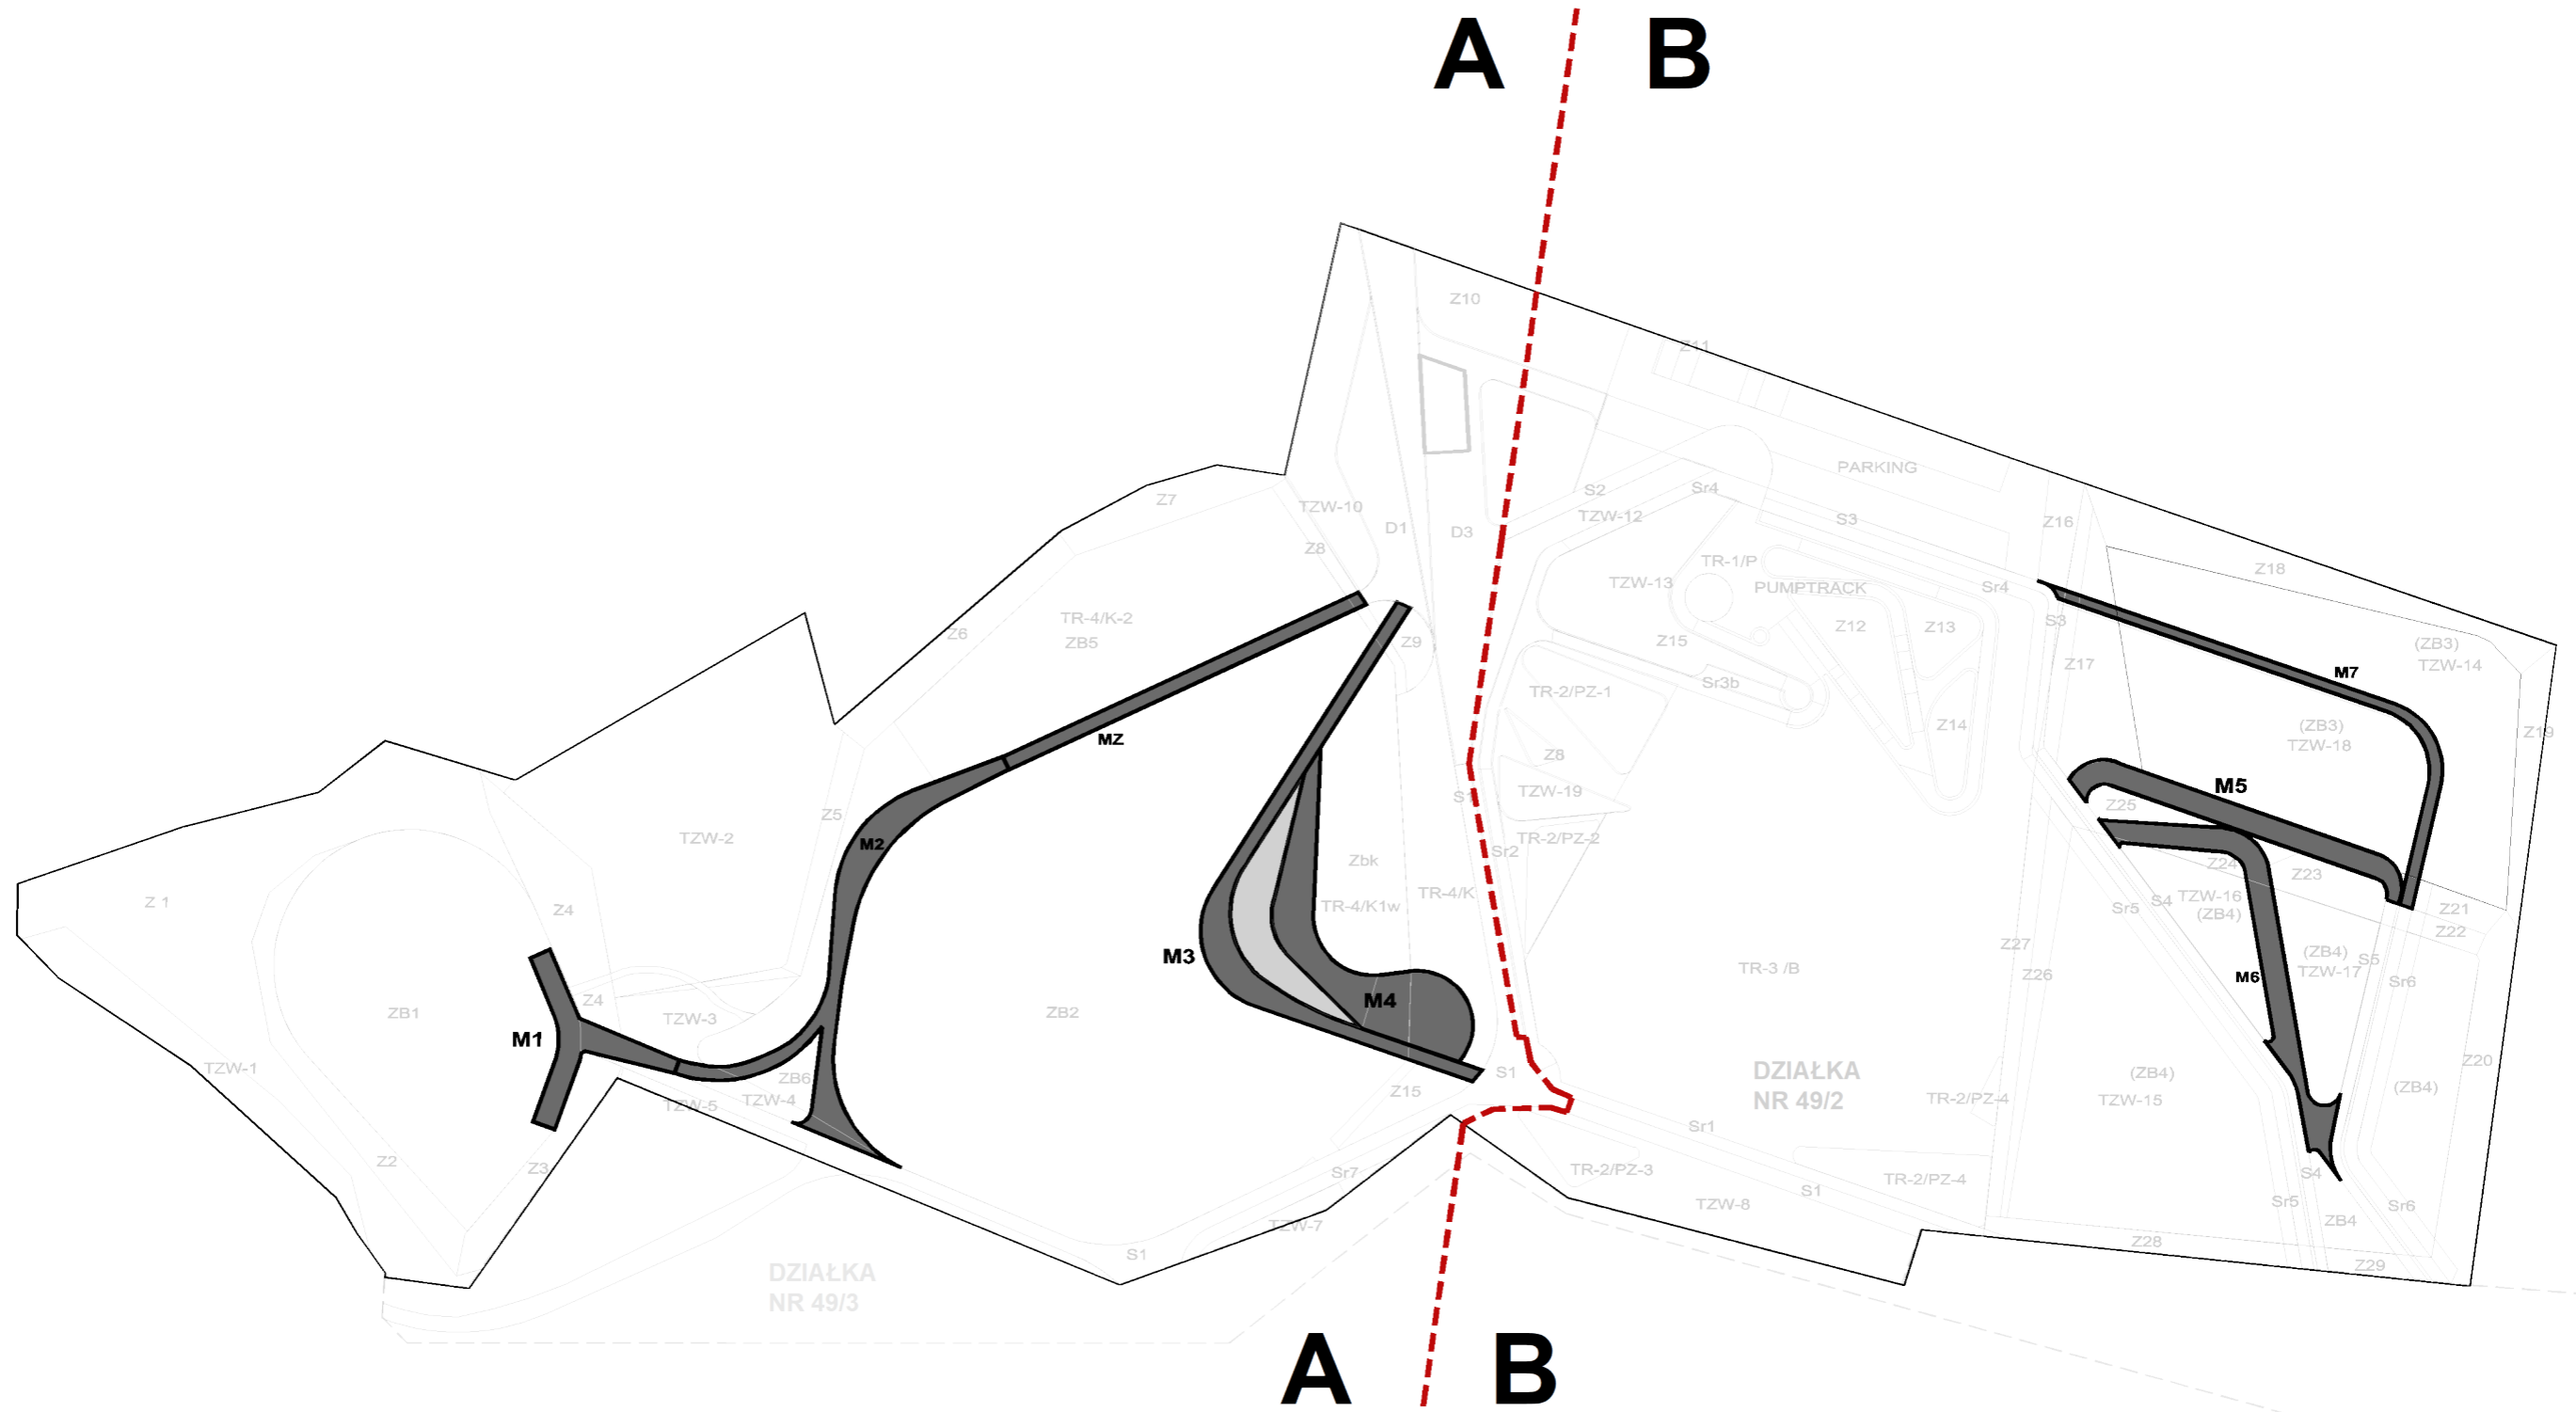 A B
Z10
Z11
PARKING
Z7
S2
Sr4
TZW-10
TZW-12
S3
Z16
D1
D3
Z8
TR-1/P
Z18
TZW-13
PUMPTRACK
Sr4
TR-4/K-2
S3
Z12
Z13
Z6
ZB5
Z9
Z15
(ZB3)
TZW-14
Z17
M7
Sr3b
TR-2/PZ-1
Z14
(ZB3)
TZW-18
Z19
MZ
Z8
M5
TZW-19
S1
Z25
Z5
TZW-2
M2
TR-2/PZ-2
Sr2
Zbk
Z24
Z23
TR-4/K
TR-4/K1w
TZW-16
(ZB4)
S4
Sr5
Z 1
Z4
Z21
Z22
Z27
M3
(ZB4)
TZW-17
S5
TR-3 /B
Z26
M6
Sr6
Z4
M4
ZB1
ZB2
TZW-3
M1
TZW-1
Z20
S1
DZIAŁKA
NR 49/2
ZB6
(ZB4)
TZW-15
(ZB4)
Z15
TZW-4
TZW-5
TR-2/PZ-4
Sr1
Z2
Z3
Sr7
TR-2/PZ-3
TR-2/PZ-4
S4
S1
TZW-8
Sr5
Sr6
TZW-7
ZB4
S1
Z28
Z29
DZIAŁKA
NR 49/3
A B